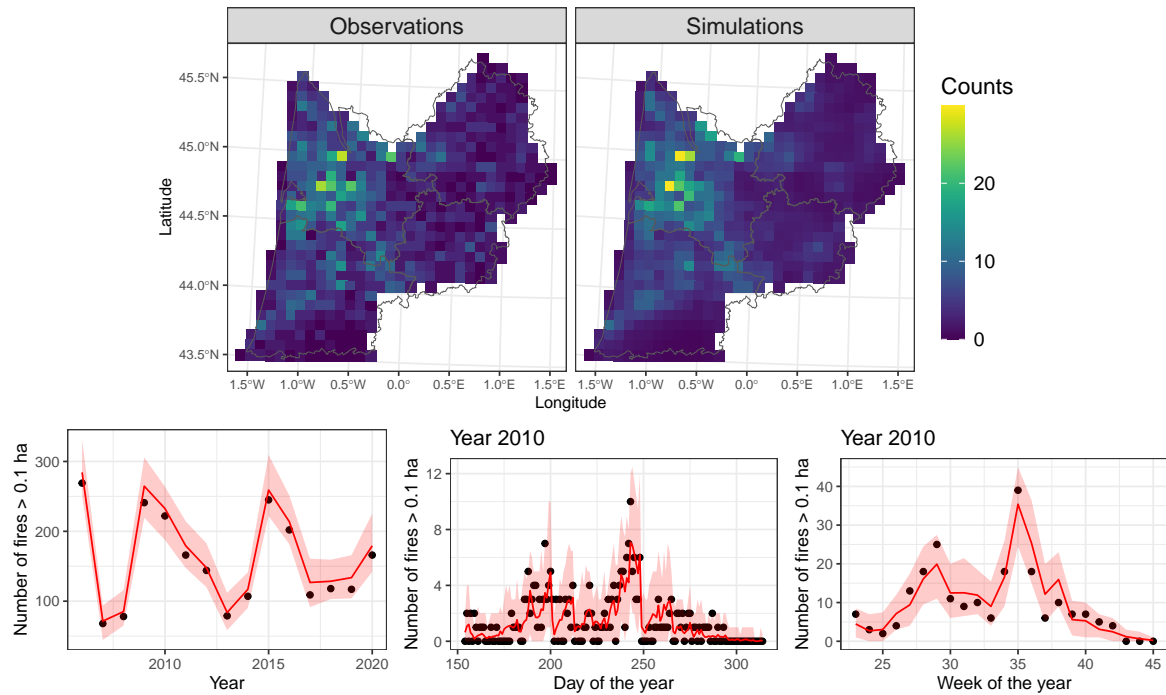 Observations
Simulations
45.5°N
45.0°N
44.5°N
44.0°N
43.5°N
Latitude
1.5°W 1.0°W 0.5°W 0.0° 0.5°E 1.0°E 1.5°E
1.5°W 1.0°W 0.5°W 0.0° 0.5°E 1.0°E 1.5°E
Longitude
Counts
20
10
0
Number of fires > 0.1 ha
300
200
100
2010 2015 2020
Year
Year 2010
Number of fires > 0.1 ha
12
8
4
0
150 200 250 300
Day of the year
Year 2010
Number of fires > 0.1 ha
40
30
20
10
0
25 30 35 40 45
Week of the year